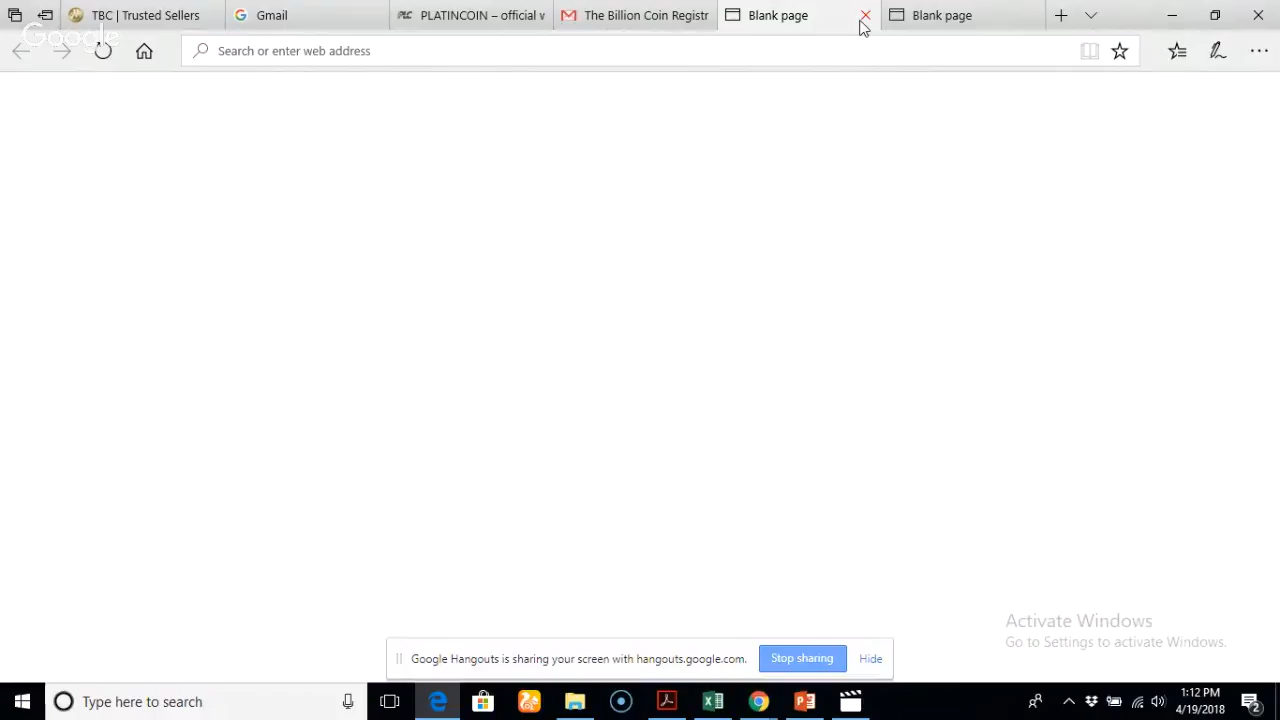 TBC | Trusted Sellers
Gmail
PLATINCOIN – official v
The Billion Coin Registr
Blank page
Blank page
Google
Search or enter web address
Activate Windows
Go to Settings to activate Windows.
Google Hangouts is sharing your screen with hangouts.google.com.
Stop sharing
Hide
Type here to search
1:12 PM
4/19/2018
2